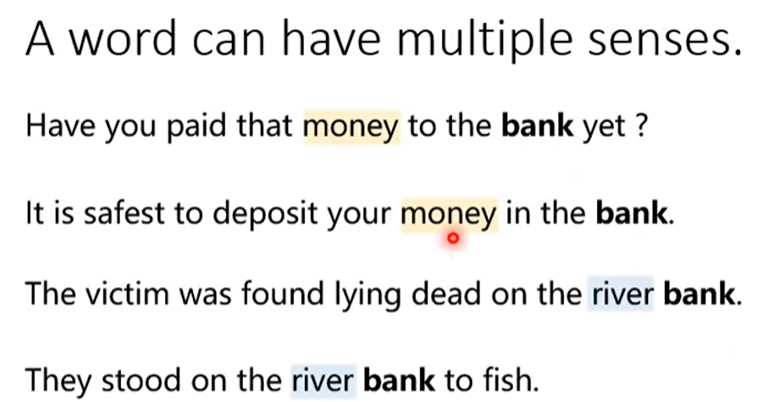 A word can have multiple senses.
Have you paid that money to the bank yet ?
It is safest to deposit your money in the bank.
The victim was found lying dead on the river bank.
They stood on the river bank to fish.